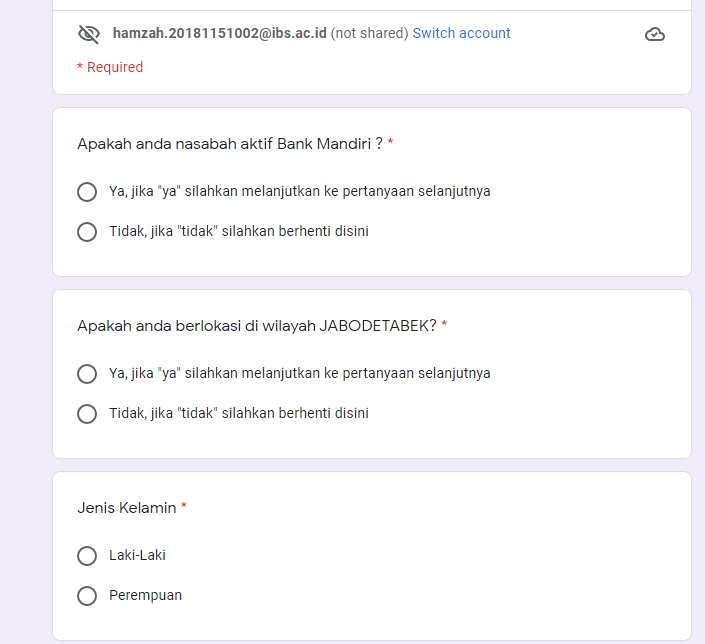 hamzah.20181151002@ibs.ac.id (not shared) Switch account
* Required
Apakah anda nasabah aktif Bank Mandiri ? *
Ya, jika "ya" silahkan melanjutkan ke pertanyaan selanjutnya
Tidak, jika "tidak" silahkan berhenti disini
Apakah anda berlokasi di wilayah JABODETABEK? *
Ya, jika "ya" silahkan melanjutkan ke pertanyaan selanjutnya
Tidak, jika "tidak" silahkan berhenti disini
Jenis Kelamin *
Laki-Laki
Perempuan